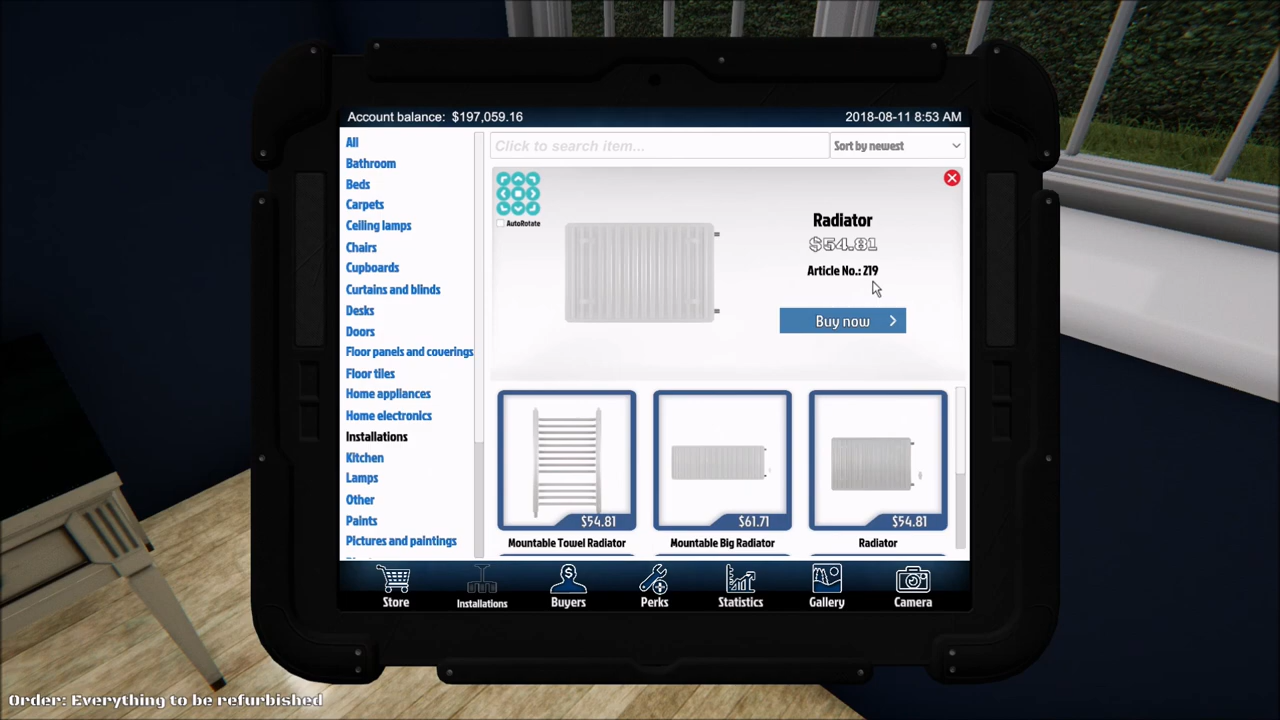 Account balance: $197,059.16
2018-08-11 8:53 AM
All
Bathroom
Beds
Carpets
Ceiling lamps
Chairs
Cupboards
Curtains and blinds
Desks
Doors
Floor panels and coverings
Floor tiles
Home appliances
Home electronics
Installations
Kitchen
Lamps
Other
Paints
Pictures and paintings
Click to search item...
Sort by newest
AutoRotate
Radiator
$54.81
Article No.: 219
Buy now
$54.81
$61.71
$54.81
Mountable Towel Radiator
Mountable Big Radiator
Radiator
Store
Installations
Buyers
Perks
Statistics
Gallery
Camera
Order: Everything to be refurbished